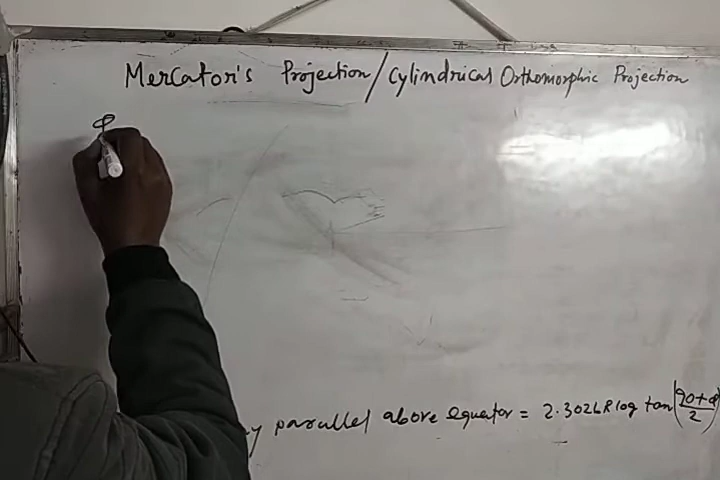 Mercator's Projection/Cylindrical Orthomorphic Projection
φ
y parallel above equator = 2.3026R log tan(90+φ/2)